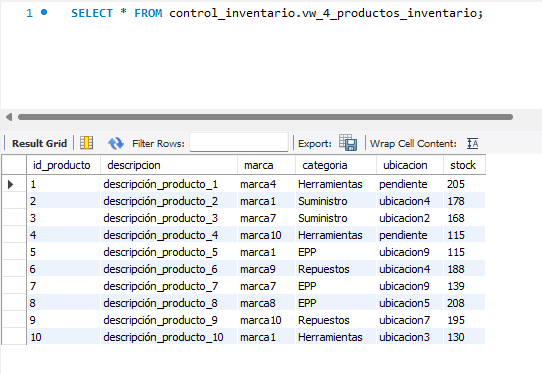 1 SELECT * FROM control_inventario.vw_4_productos_inventario;
Result Grid Filter Rows: Export: Wrap Cell Content:
id_producto descripcion marca categoria ubicacion stock
1 descripción_producto_1 marca4 Herramientas pendiente 205
2 descripción_producto_2 marca1 Suministro ubicacion4 178
3 descripción_producto_3 marca7 Suministro ubicacion2 168
4 descripción_producto_4 marca10 Herramientas pendiente 115
5 descripción_producto_5 marca1 EPP ubicacion9 115
6 descripción_producto_6 marca9 Repuestos ubicacion4 188
7 descripción_producto_7 marca7 EPP ubicacion9 139
8 descripción_producto_8 marca8 EPP ubicacion5 208
9 descripción_producto_9 marca10 Repuestos ubicacion7 195
10 descripción_producto_10 marca1 Herramientas ubicacion3 130